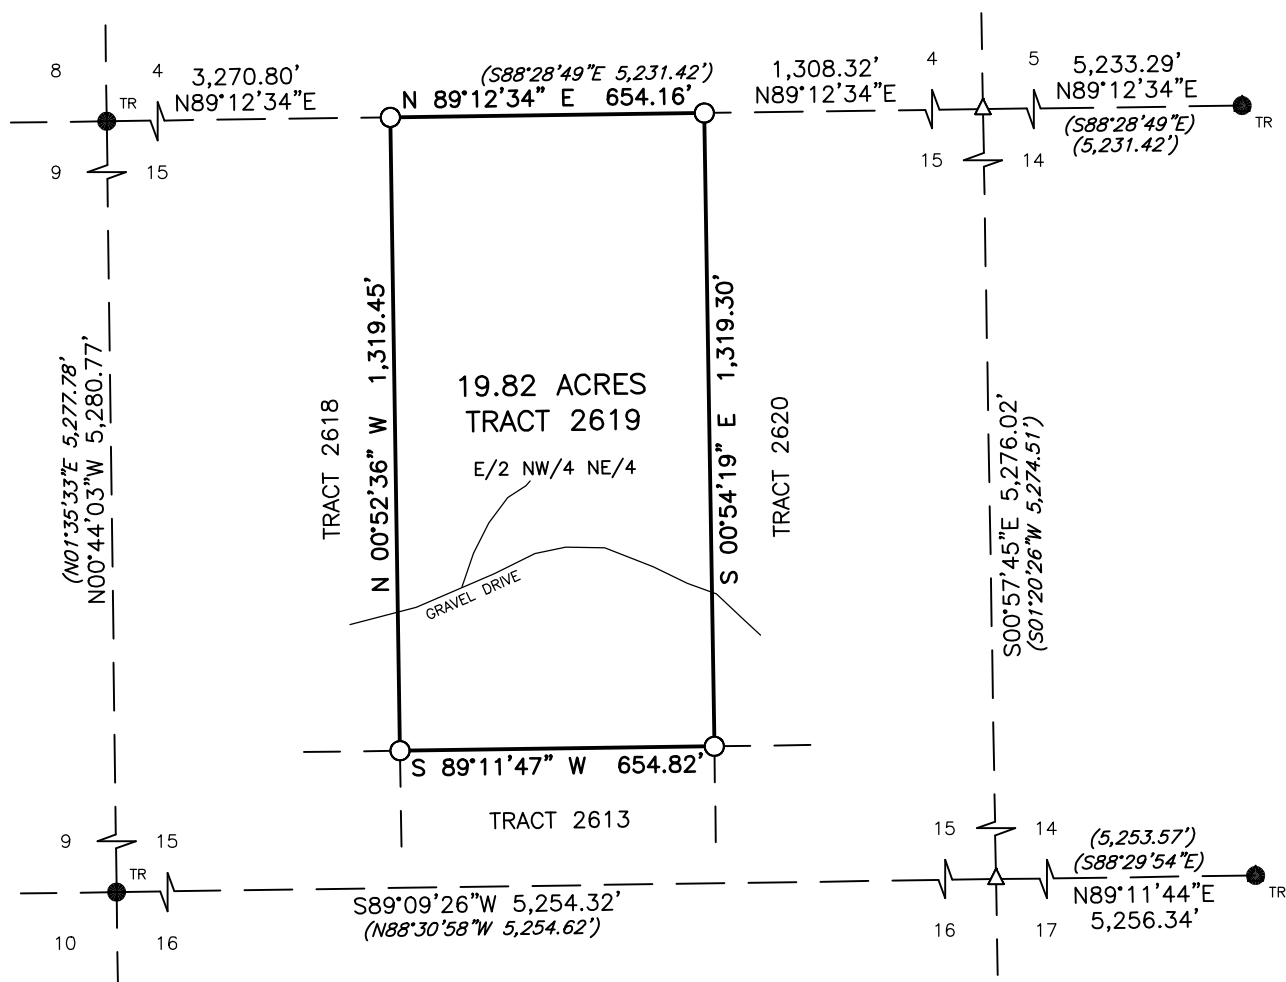 8
4
3,270.80'
N89°12'34"E
TR
9
15
(S88°28'49"E 5,231.42')
N 89°12'34" E 654.16'
1,308.32'
N89°12'34"E
4
5
5,233.29'
N89°12'34"E
(S88°28'49"E)
(5,231.42')
TR
15
14
(N01°35'33"E 5,277.78'
N00°44'03"W 5,280.77'
TRACT 2618
N 00°52'36" W 1,319.45'
19.82 ACRES
TRACT 2619
E/2 NW/4 NE/4
GRAVEL DRIVE
S 00°54'19" E 1,319.30'
TRACT 2620
S00°57'45"E 5,276.02'
(S01°20'26"W 5,274.51')
S 89°11'47" W 654.82'
TRACT 2613
9
15
TR
10
16
S89°09'26"W 5,254.32'
(N88°30'58"W 5,254.62')
15
14
(5,253.57')
(S88°29'54"E)
N89°11'44"E
5,256.34'
TR
16
17